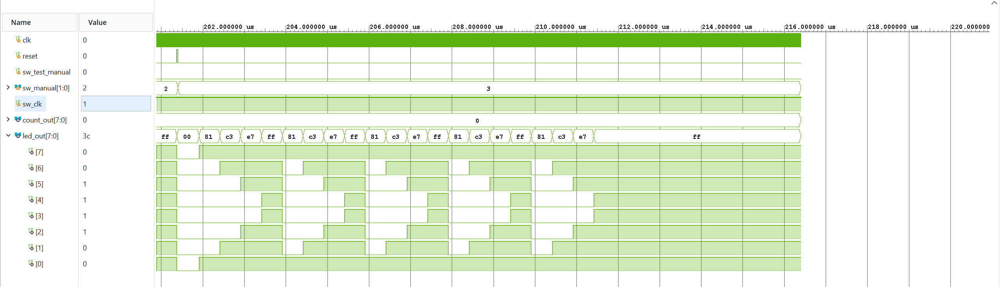 Name Value
202.000000 us 204.000000 us 206.000000 us 208.000000 us 210.000000 us 212.000000 us 214.000000 us 216.000000 us 218.000000 us 220.000000
clk 0
reset 0
sw_test_manual 0
sw_manual[1:0] 2 2 3
sw_clk 1
count_out[7:0] 0 0
led_out[7:0] 3c ff 00 81 c3 e7 ff 81 c3 e7 ff 81 c3 e7 ff 81 c3 e7 ff 81 c3 e7 ff
[7] 0
[6] 0
[5] 1
[4] 1
[3] 1
[2] 1
[1] 0
[0] 0